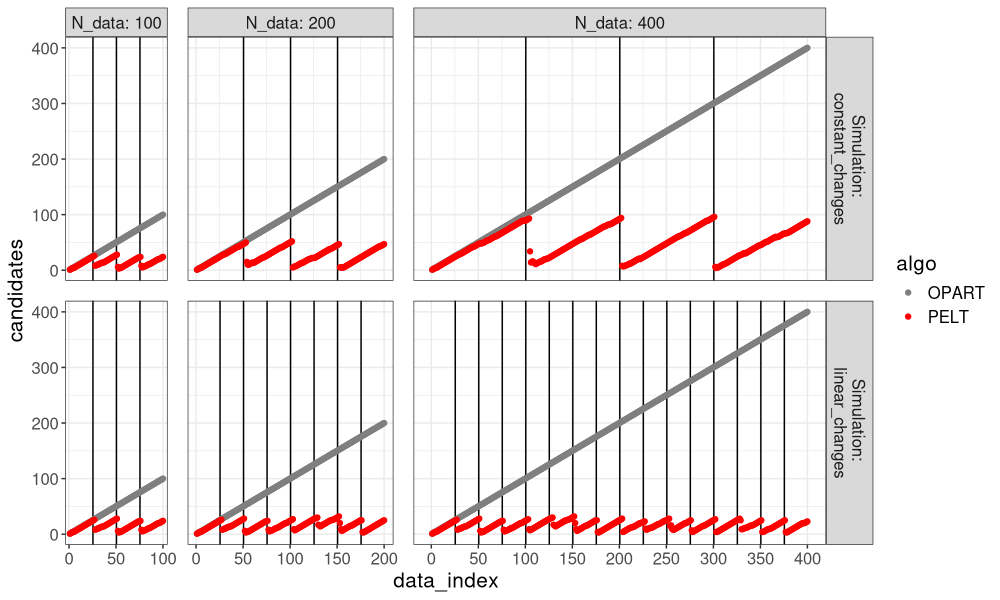 N_data: 100
N_data: 200
N_data: 400
candidates
400
300
200
100
0
Simulation:
constant_changes
400
300
200
100
0
Simulation:
linear_changes
0 50 100
0 50 100 150 200
0 50 100 150 200 250 300 350 400
data_index
algo
OPART
PELT